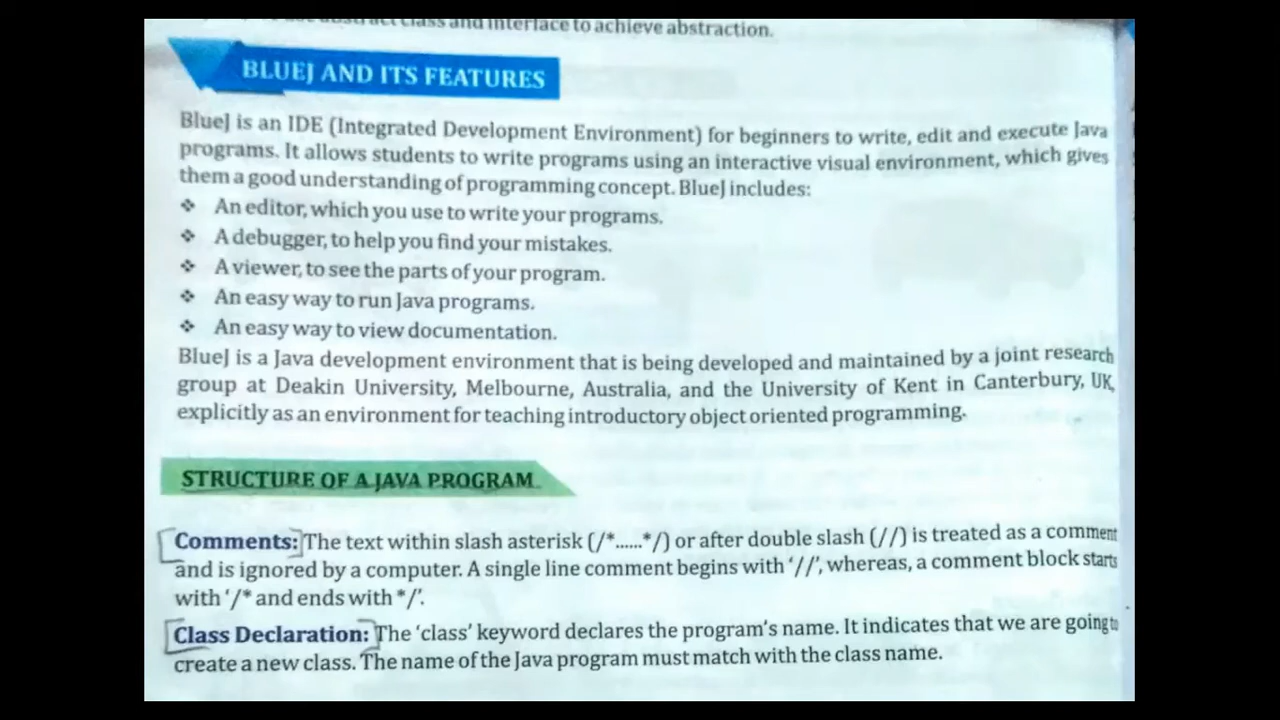 abstract class and interface to achieve abstraction.
BLUEJ AND ITS FEATURES
BlueJ is an IDE (Integrated Development Environment) for beginners to write, edit and execute Java
programs. It allows students to write programs using an interactive visual environment, which gives
them a good understanding of programming concept. BlueJ includes:
❖ An editor, which you use to write your programs.
❖ A debugger, to help you find your mistakes.
❖ A viewer, to see the parts of your program.
❖ An easy way to run Java programs.
❖ An easy way to view documentation.
BlueJ is a Java development environment that is being developed and maintained by a joint research
group at Deakin University, Melbourne, Australia, and the University of Kent in Canterbury, UK,
explicitly as an environment for teaching introductory object oriented programming.
STRUCTURE OF A JAVA PROGRAM
Comments: The text within slash asterisk (/*......*/) or after double slash (//) is treated as a comment
and is ignored by a computer. A single line comment begins with '//', whereas, a comment block starts
with '/* and ends with */'.
Class Declaration: The 'class' keyword declares the program's name. It indicates that we are going to
create a new class. The name of the Java program must match with the class name.